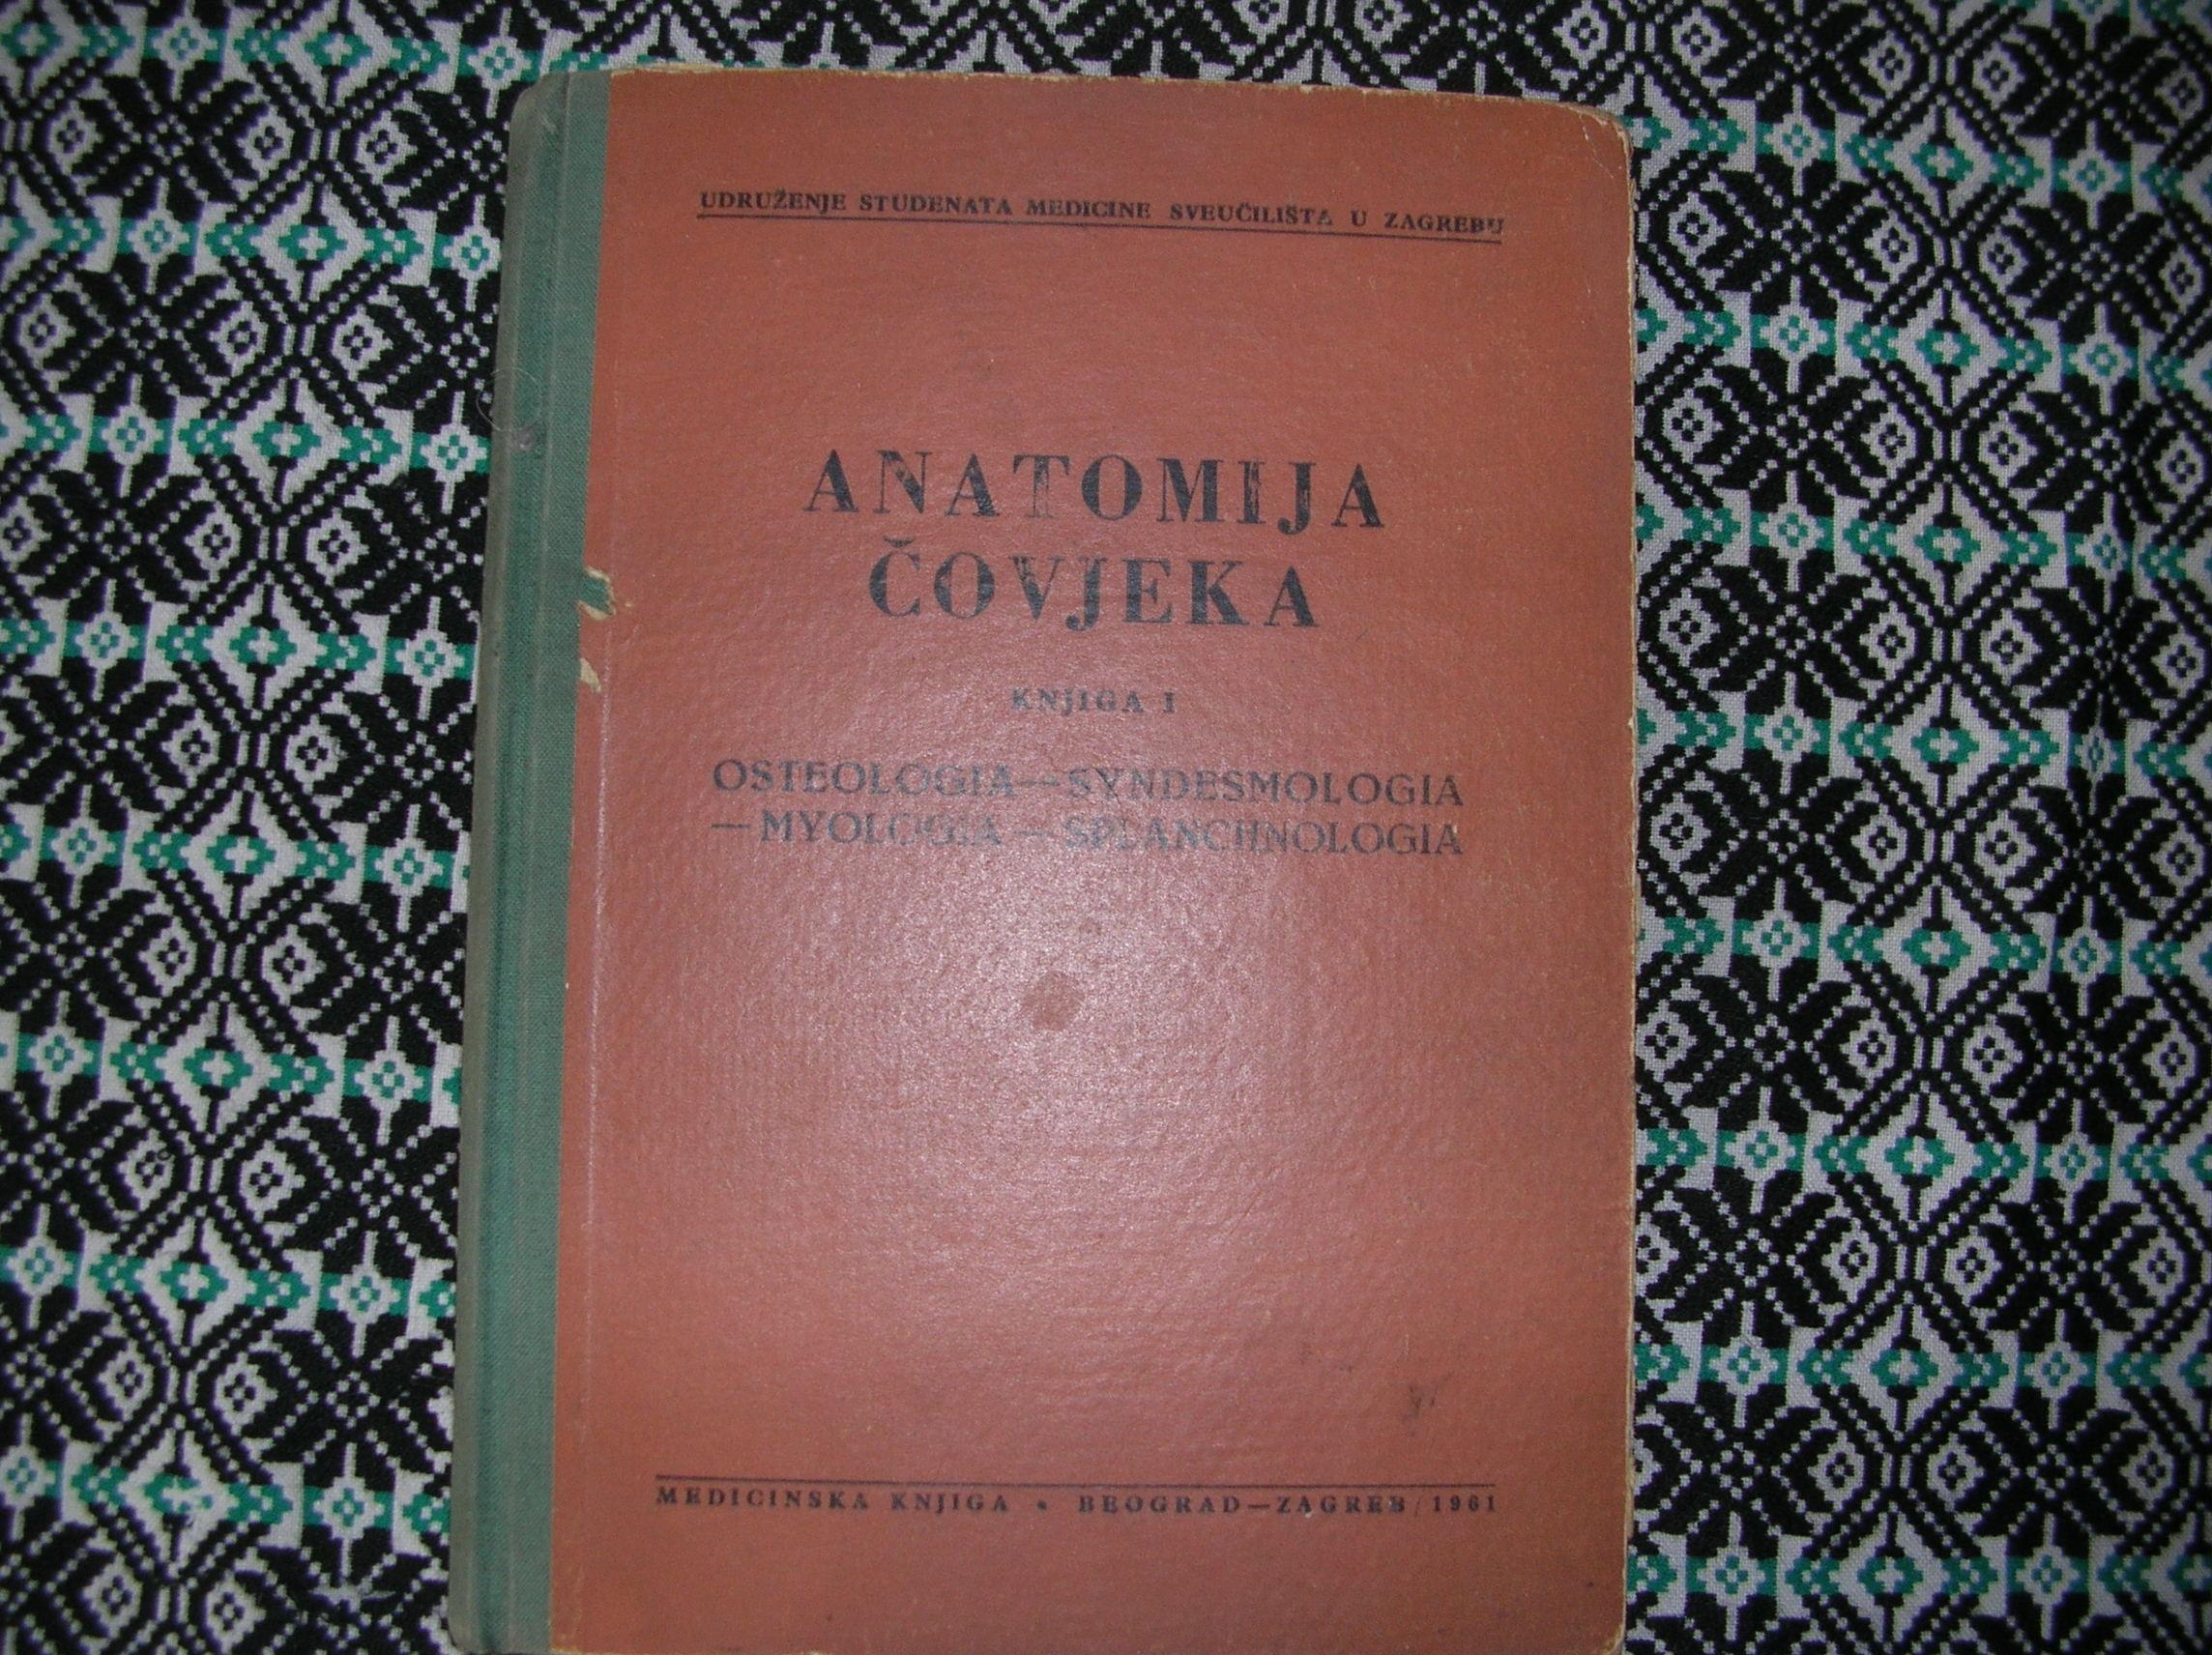 UDRUŽENJE STUDENATA MEDICINE SVEUČILIŠTA U ZAGREBU
ANATOMIJA
ČOVJEKA
KNJIGA I
OSTEOLOGIA — SYNDESMOLOGIA
— MYOLOGIA — SPLANCHNOLOGIA
MEDICINSKA KNJIGA • BEOGRAD — ZAGREB / 1961